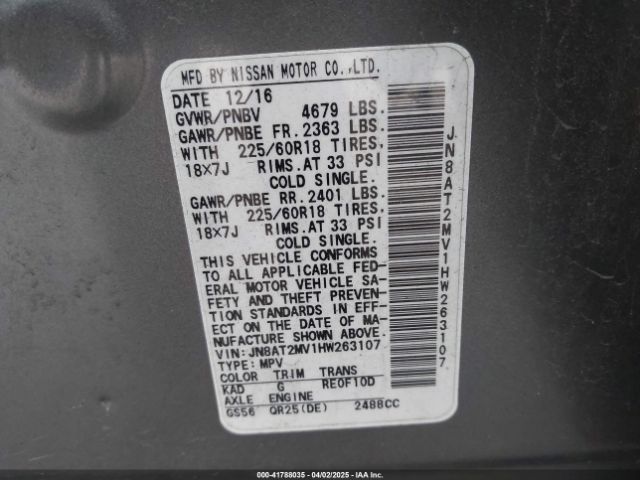 MFD BY NISSAN MOTOR CO.,LTD.
DATE 12/16
GVWR/PNBV 4679 LBS.
GAWR/PNBE FR. 2363 LBS.
WITH 225/60R18 TIRES.
18×7J RIMS.AT 33 PSI
COLD SINGLE.
GAWR/PNBE RR. 2401 LBS.
WITH 225/60R18 TIRES.
18×7J RIMS.AT 33 PSI
COLD SINGLE.
THIS VEHICLE CONFORMS
TO ALL APPLICABLE FED-
ERAL MOTOR VEHICLE SA-
FETY AND THEFT PREVEN-
TION STANDARDS IN EFF-
ECT ON THE DATE OF MA-
NUFACTURE SHOWN ABOVE.
VIN: JN8AT2MV1HW263107
TYPE: MPV
COLOR TRIM TRANS
KAD G RE0F10D
AXLE ENGINE
GS56 QR25(DE) 2488CC
JN8AT2MV1HW263107
000-41788035 - 04/02/2025 - IAAI.COM